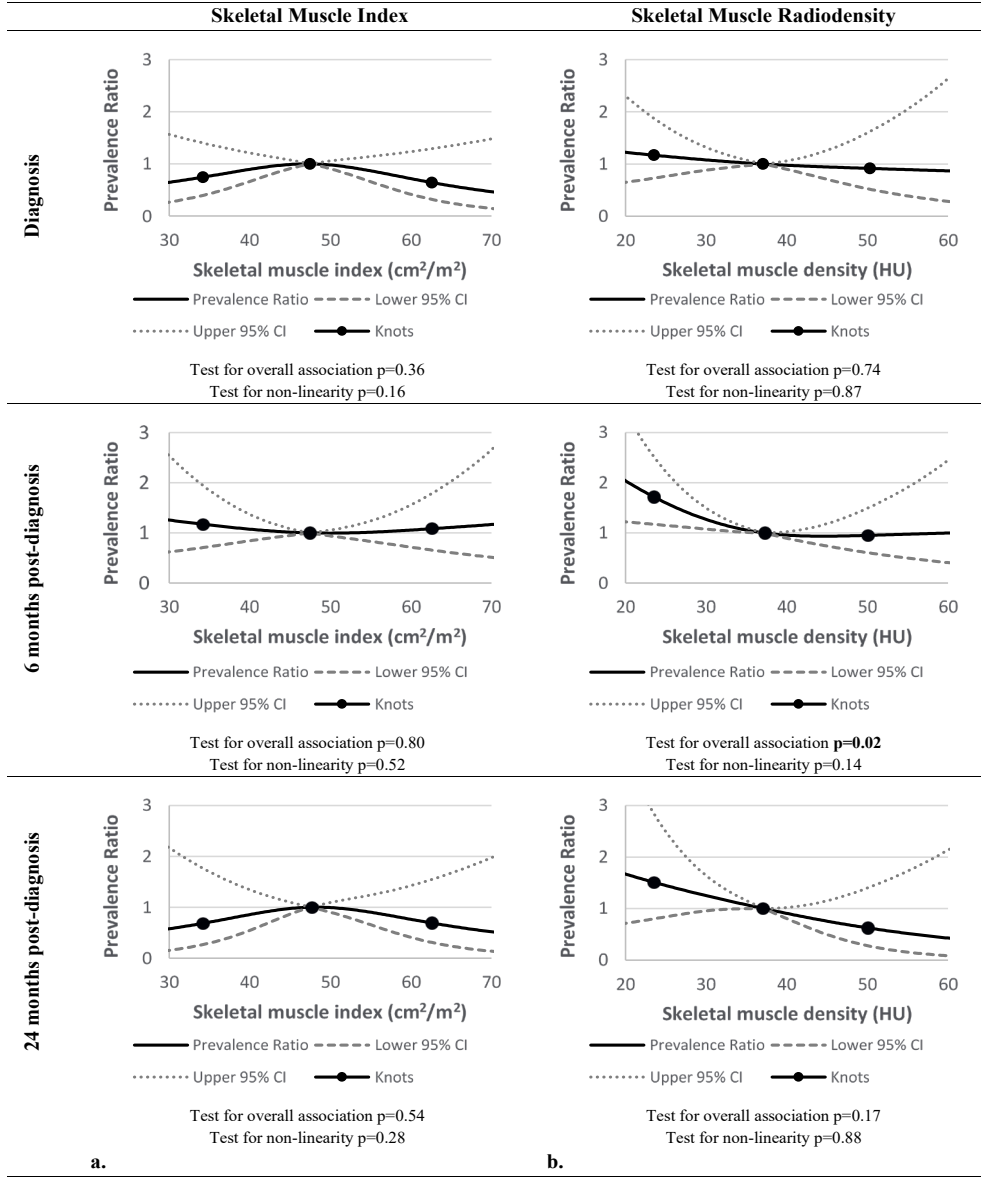 Skeletal Muscle Index
Skeletal Muscle Radiodensity
Diagnosis
Prevalence Ratio
3
2
1
0
30 40 50 60 70
Skeletal muscle index (cm²/m²)
Prevalence Ratio Lower 95% CI
Upper 95% CI Knots
Test for overall association p=0.36
Test for non-linearity p=0.16
Prevalence Ratio
3
2
1
0
20 30 40 50 60
Skeletal muscle density (HU)
Prevalence Ratio Lower 95% CI
Upper 95% CI Knots
Test for overall association p=0.74
Test for non-linearity p=0.87
6 months post-diagnosis
Prevalence Ratio
3
2
1
0
30 40 50 60 70
Skeletal muscle index (cm²/m²)
Prevalence Ratio Lower 95% CI
Upper 95% CI Knots
Test for overall association p=0.80
Test for non-linearity p=0.52
Prevalence Ratio
3
2
1
0
20 30 40 50 60
Skeletal muscle density (HU)
Prevalence Ratio Lower 95% CI
Upper 95% CI Knots
Test for overall association p=0.02
Test for non-linearity p=0.14
24 months post-diagnosis
Prevalence Ratio
3
2
1
0
30 40 50 60 70
Skeletal muscle index (cm²/m²)
Prevalence Ratio Lower 95% CI
Upper 95% CI Knots
Test for overall association p=0.54
Test for non-linearity p=0.28
a.
Prevalence Ratio
3
2
1
0
20 30 40 50 60
Skeletal muscle density (HU)
Prevalence Ratio Lower 95% CI
Upper 95% CI Knots
Test for overall association p=0.17
Test for non-linearity p=0.88
b.